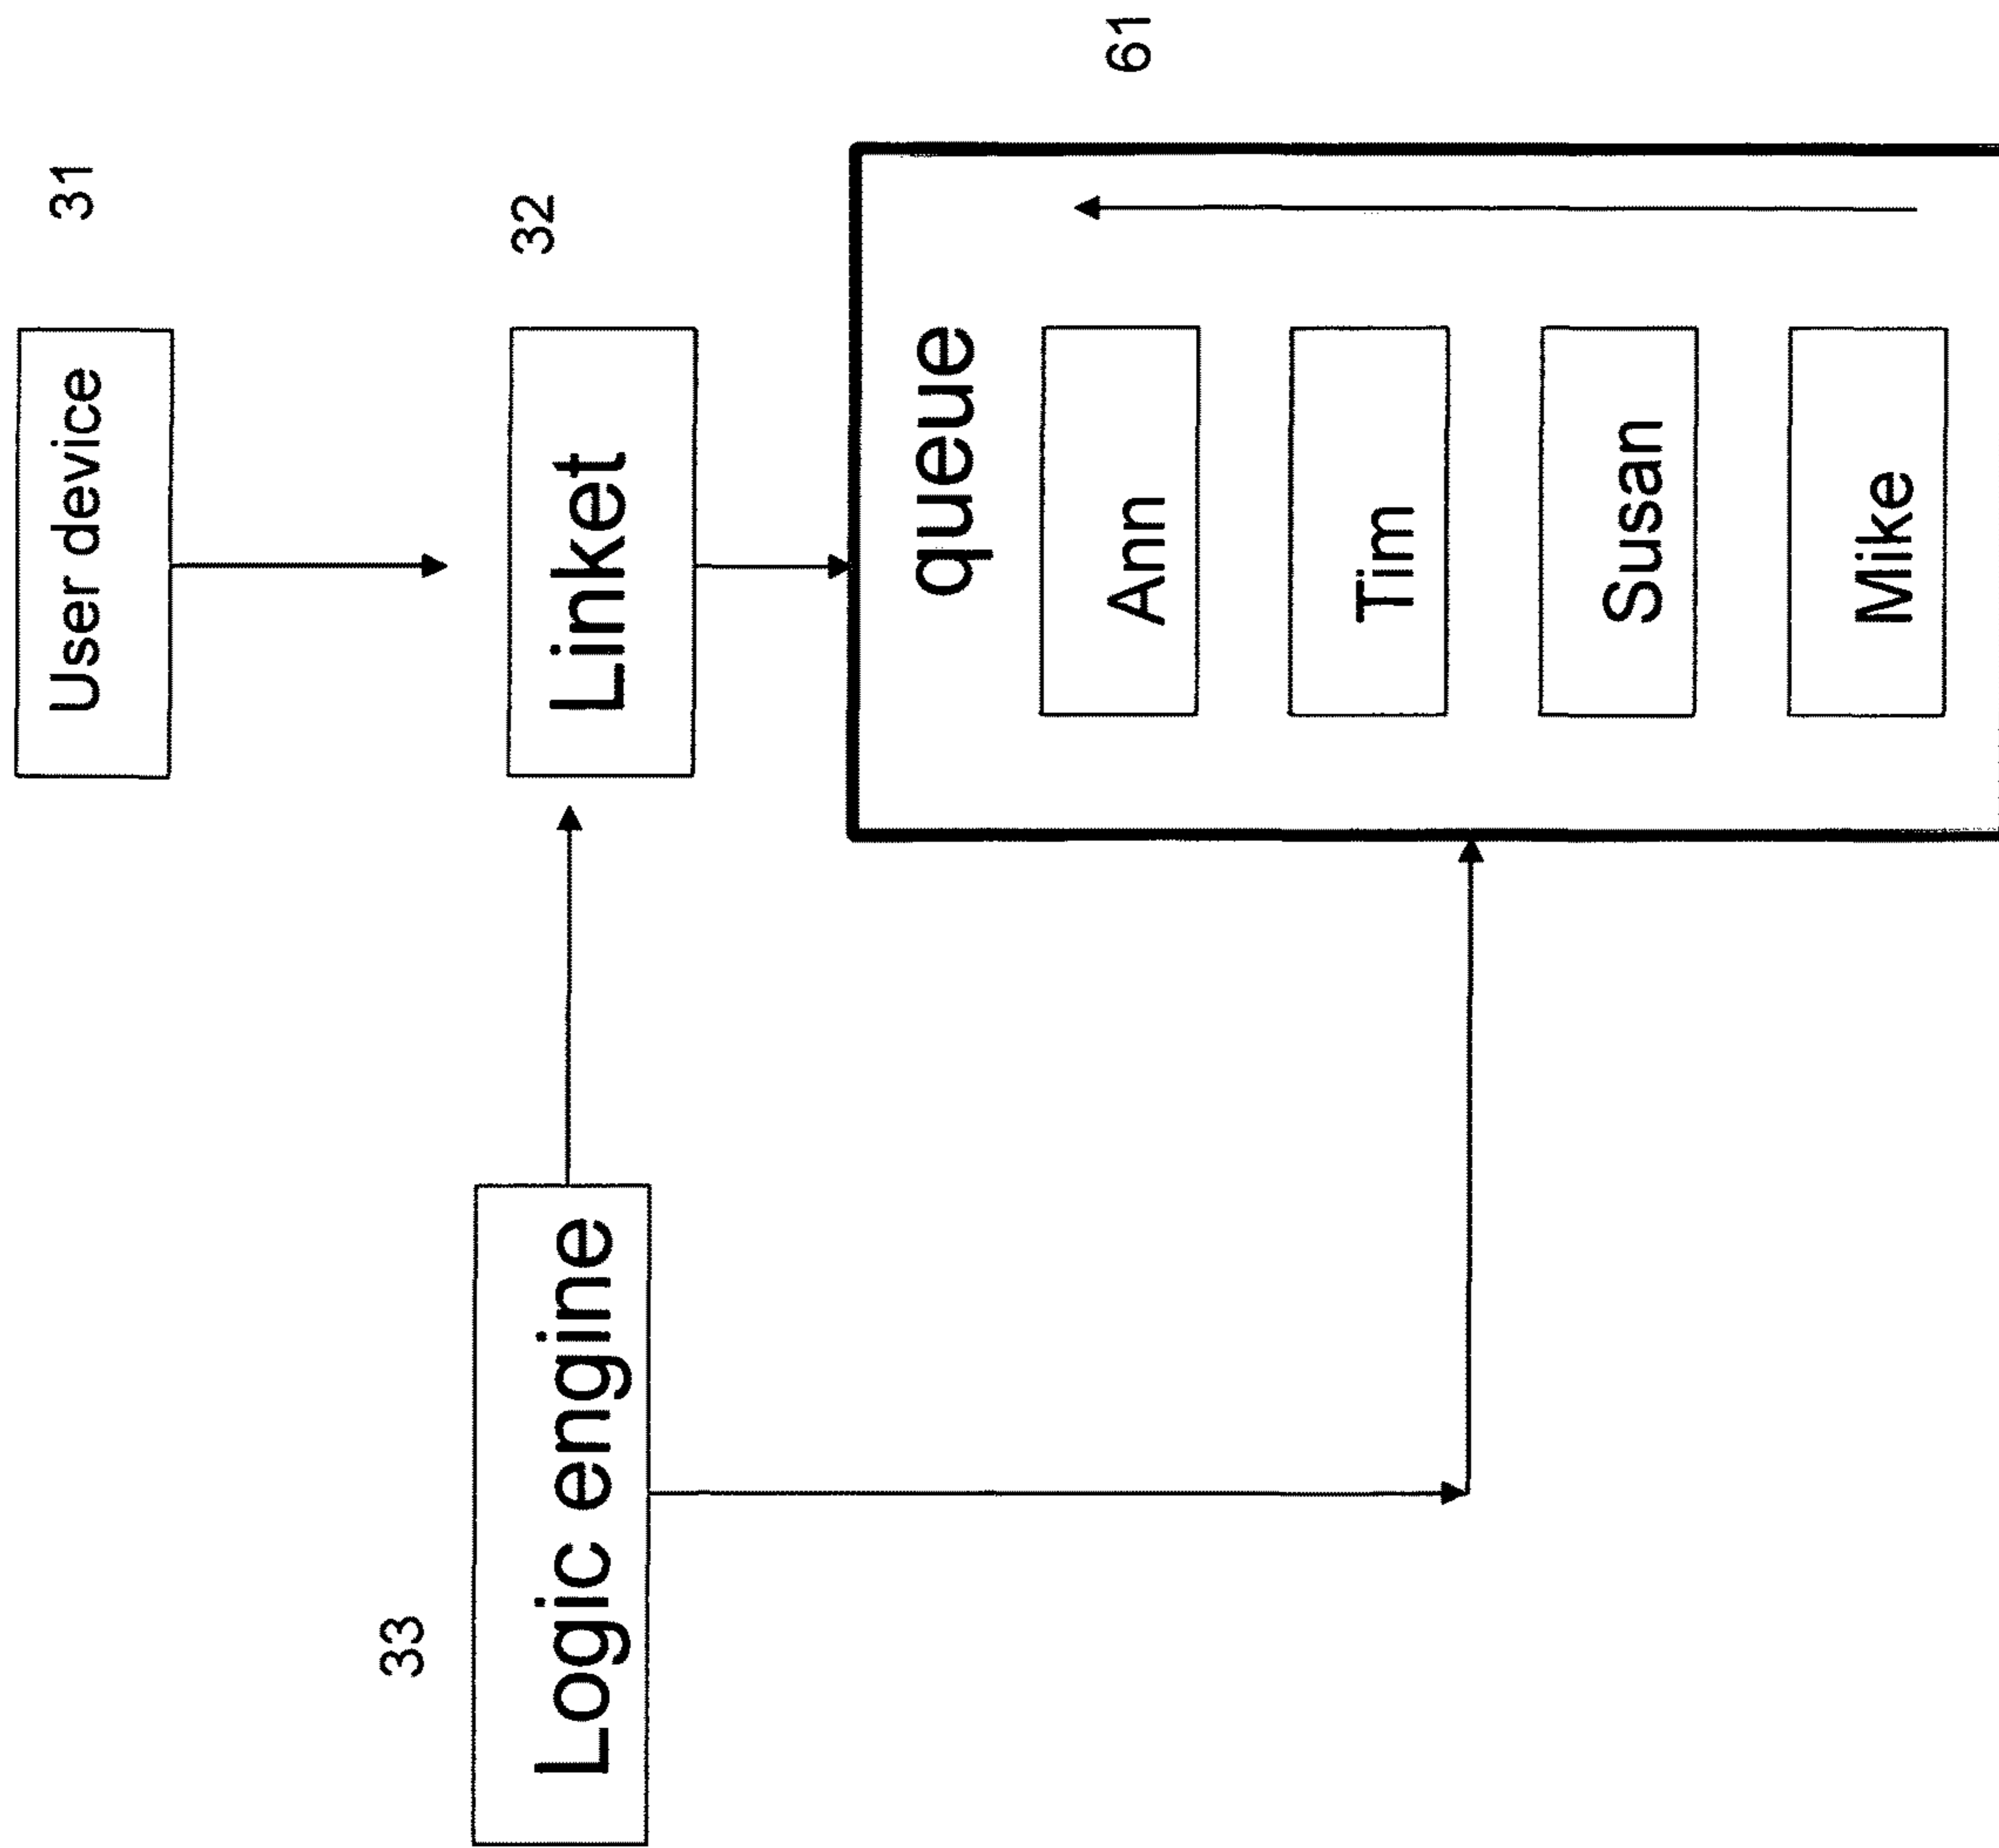 31
User device
32
Linket
33
Logic engine
61
queue
Ann
Tim
Susan
Mike